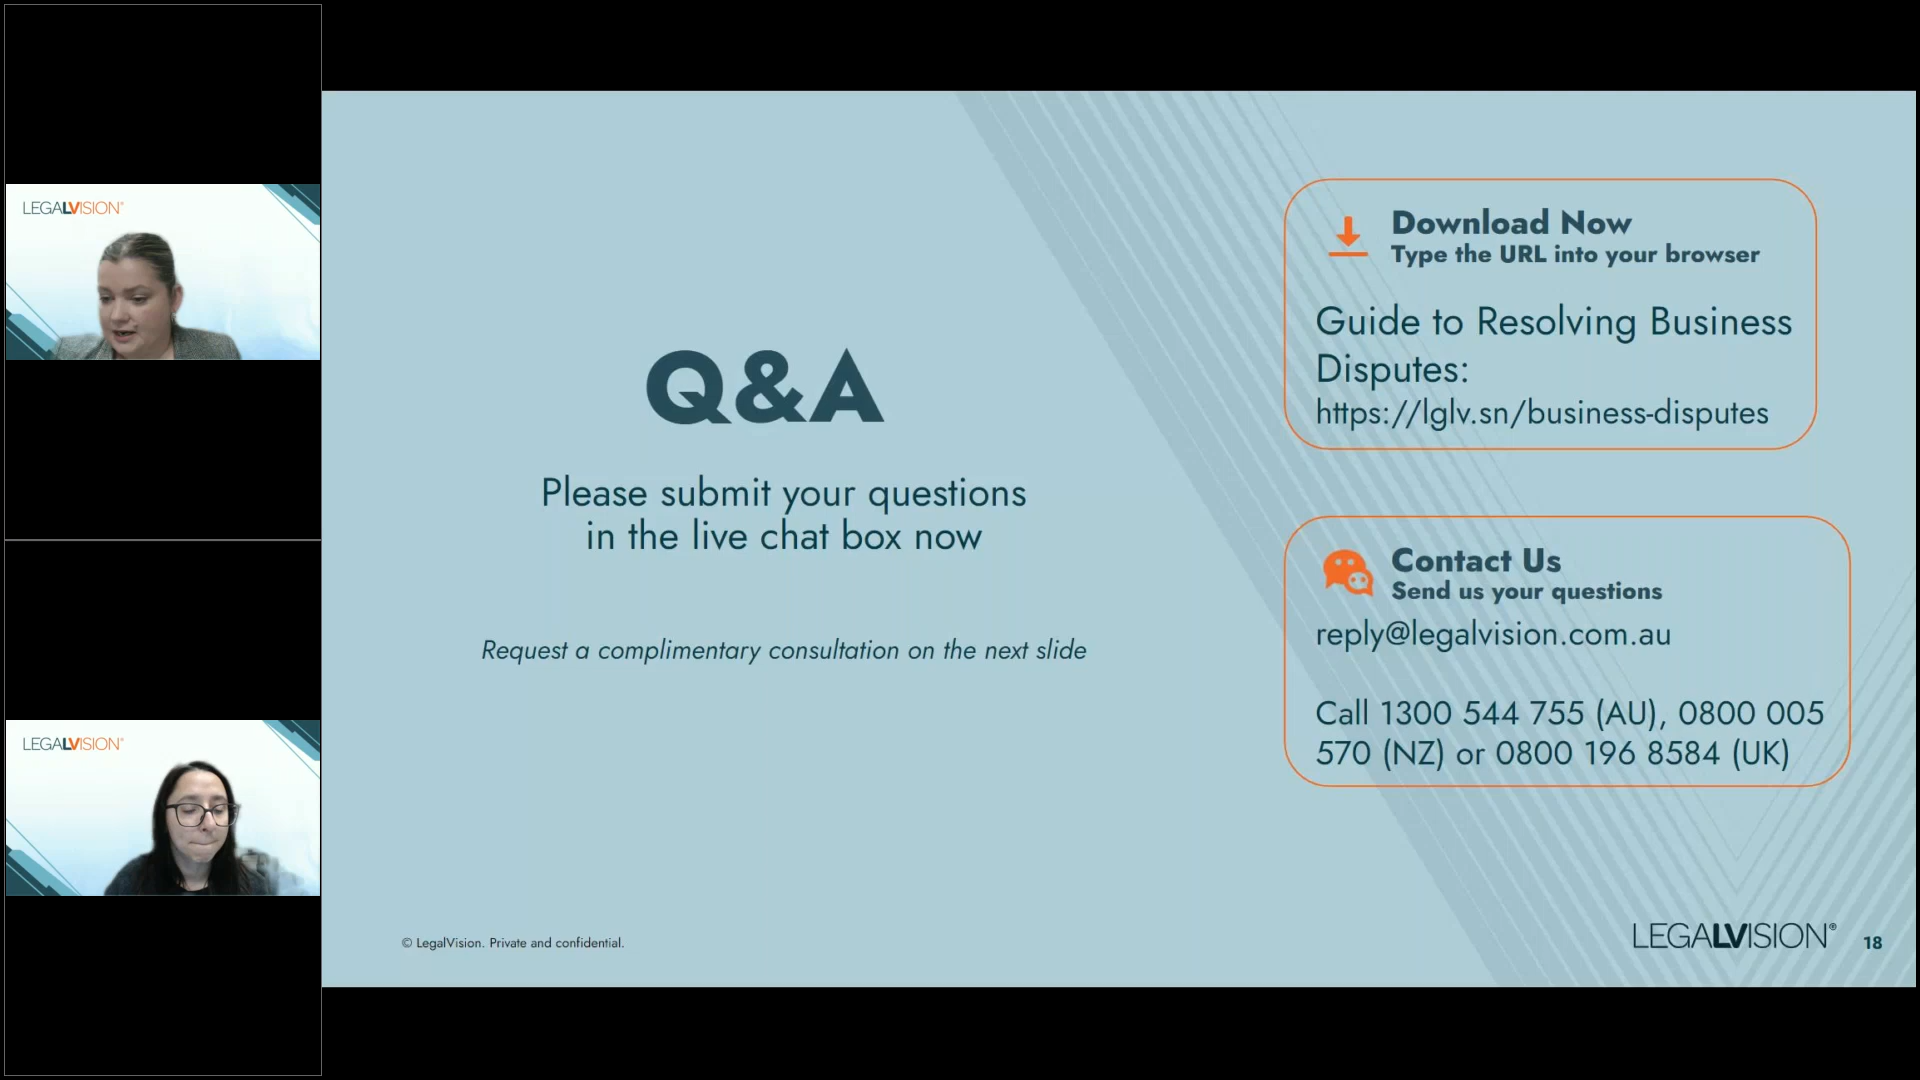 LEGALVISION®
LEGALVISION®
Q&A
Please submit your questions
in the live chat box now
Request a complimentary consultation on the next slide
Download Now
Type the URL into your browser
Guide to Resolving Business
Disputes:
https://lglv.sn/business-disputes
Contact Us
Send us your questions
reply@legalvision.com.au
Call 1300 544 755 (AU), 0800 005
570 (NZ) or 0800 196 8584 (UK)
© LegalVision. Private and confidential.
LEGALVISION®
18